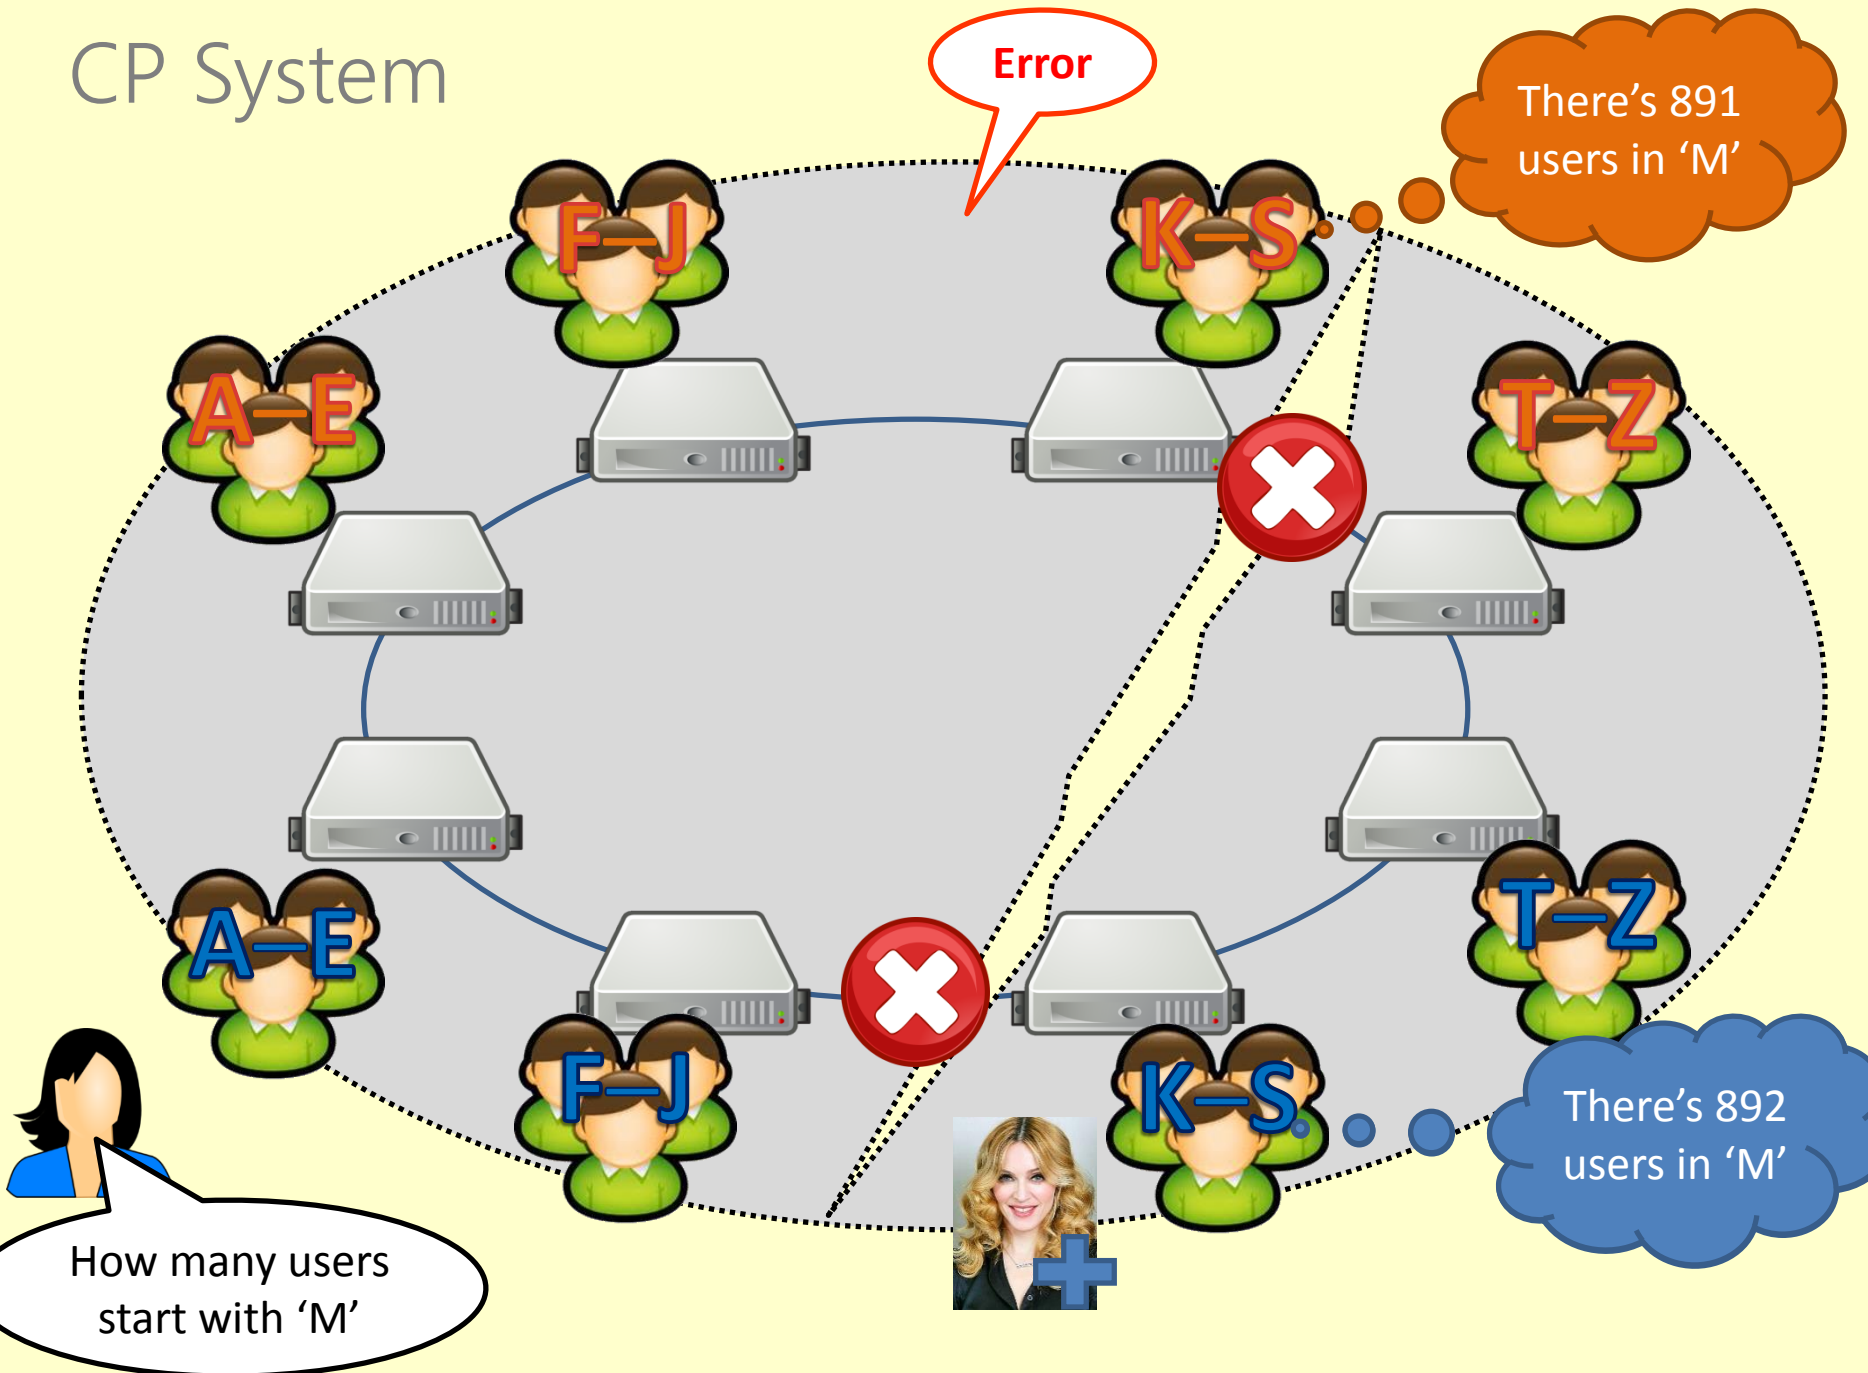 CP System
Error
There’s 891
users in ‘M’
F–J
K–S
A–E
T–Z
A–E
T–Z
F–J
K–S
There’s 892
users in ‘M’
How many users
start with ‘M’